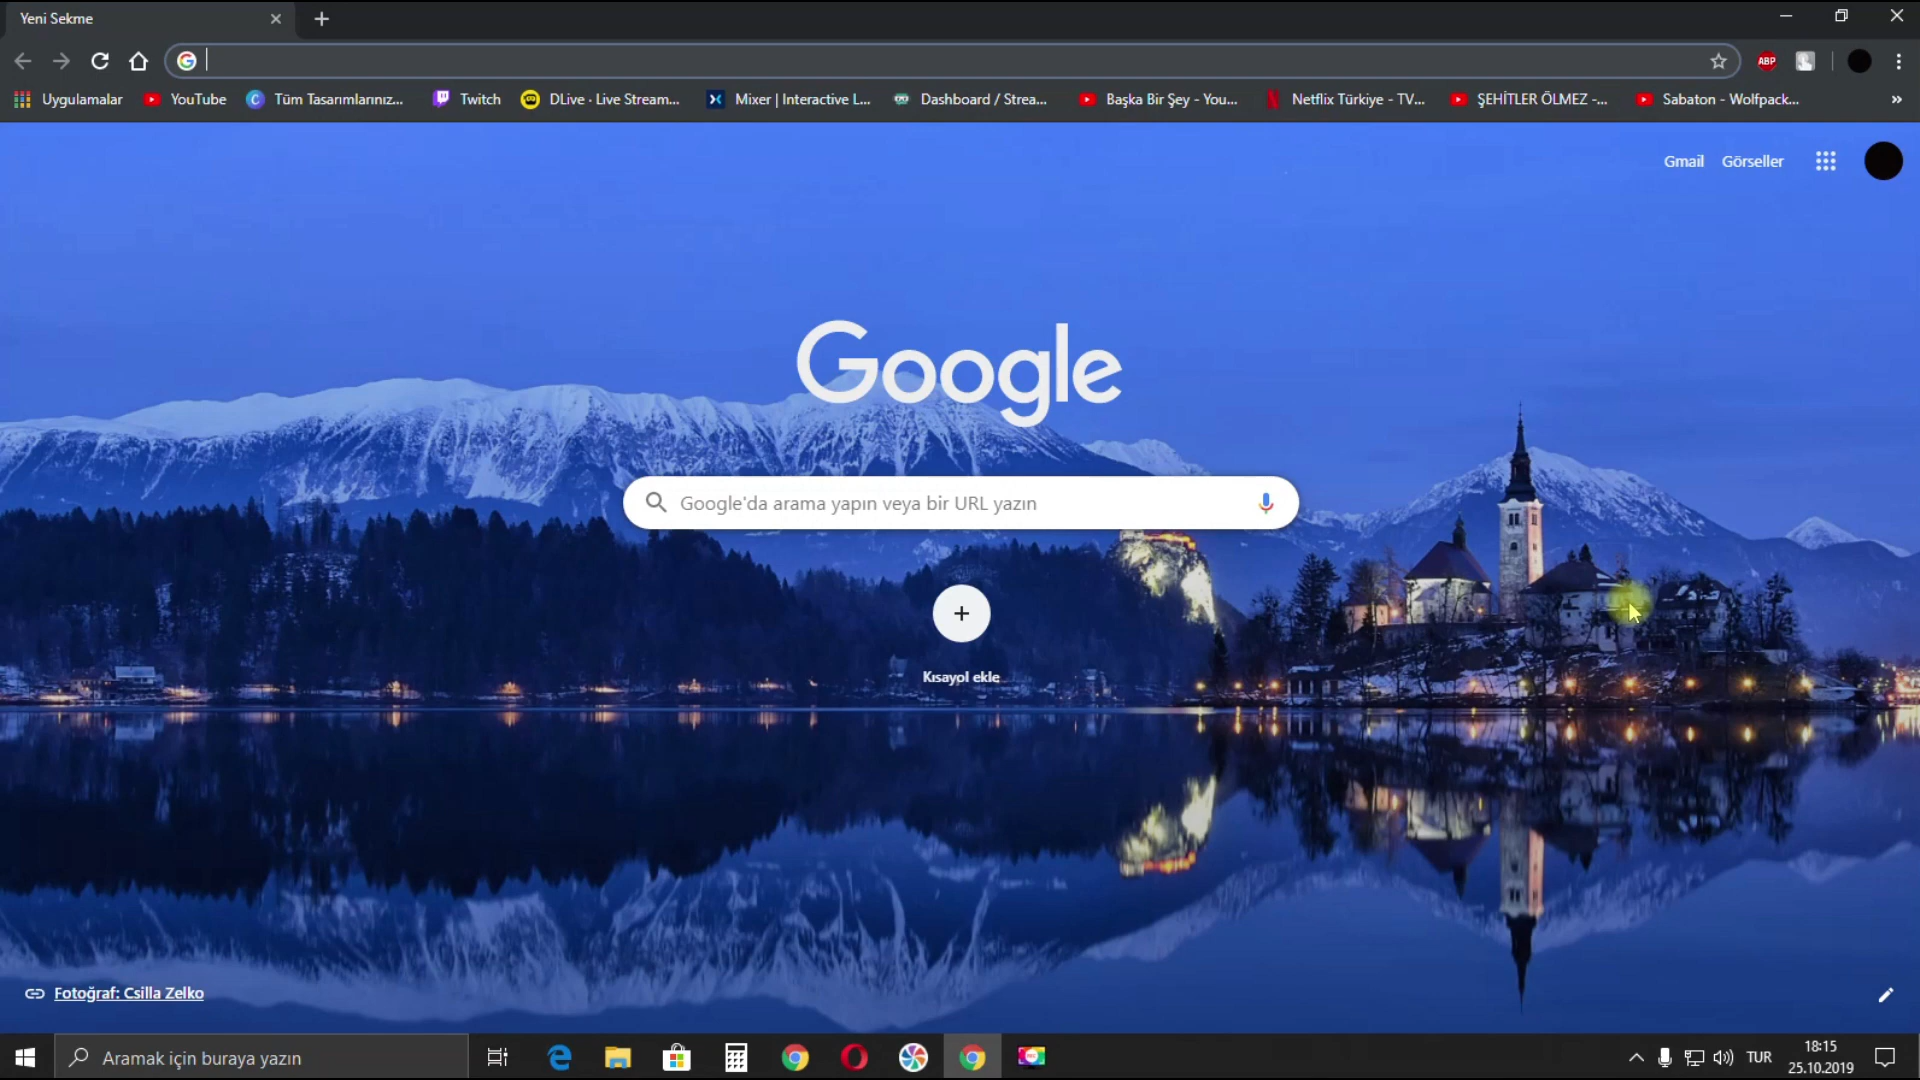 Yeni Sekme
Uygulamalar
YouTube
Tüm Tasarımlarınız...
Twitch
DLive · Live Stream...
Mixer | Interactive L...
Dashboard / Strea...
Başka Bir Şey - You...
Netflix Türkiye - TV...
ŞEHİTLER ÖLMEZ -...
Sabaton - Wolfpack...
ABP
Gmail
Görseller
Google
Google'da arama yapın veya bir URL yazın
Kısayol ekle
Fotoğraf: Csilla Zelko
Aramak için buraya yazın
TUR
18:15
25.10.2019